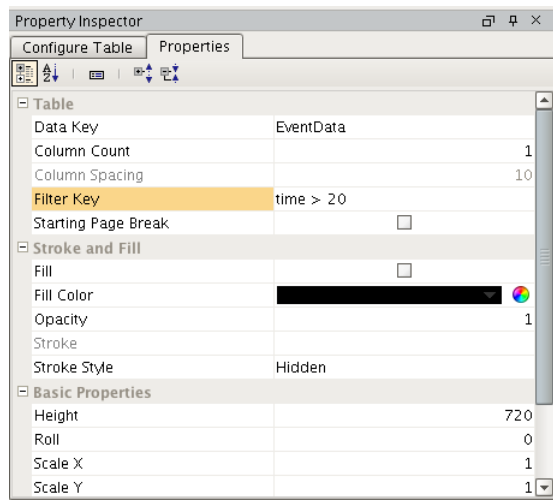 Property Inspector
Configure Table Properties
Table
Data Key EventData
Column Count 1
Column Spacing 10
Filter Key time > 20
Starting Page Break
Stroke and Fill
Fill
Fill Color
Opacity 1
Stroke
Stroke Style Hidden
Basic Properties
Height 720
Roll 0
Scale X 1
Scale Y 1